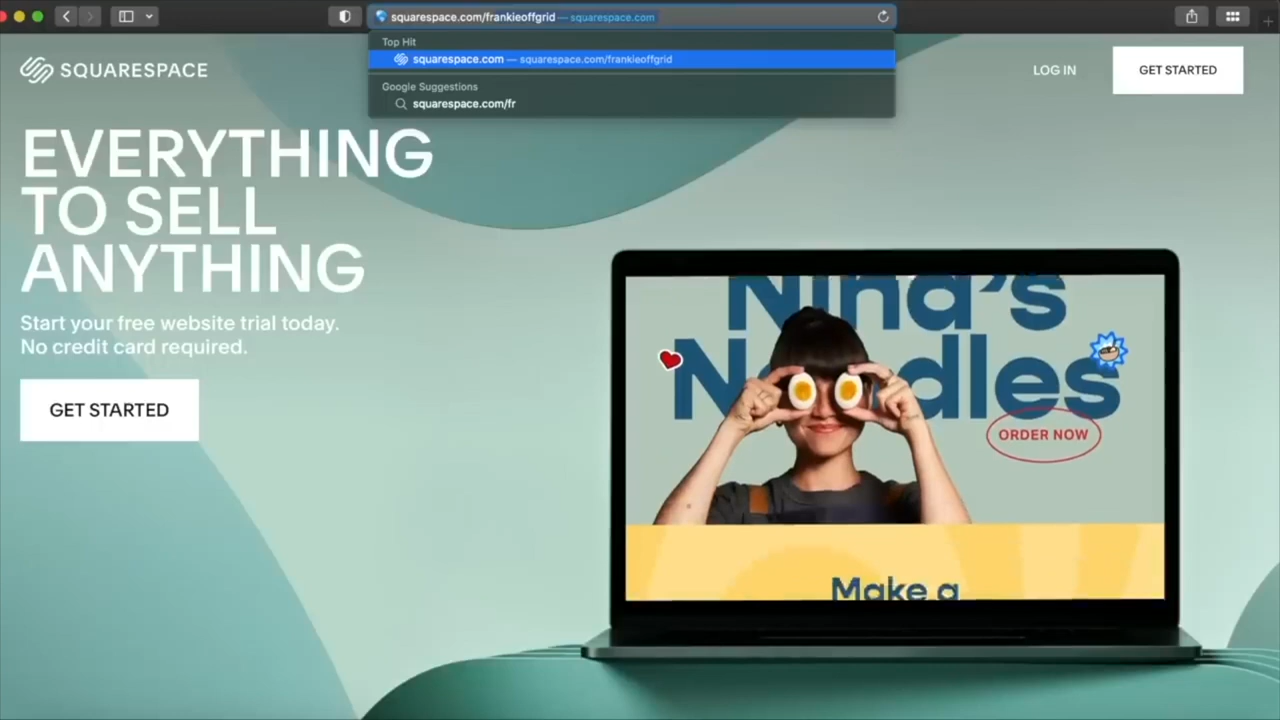 squarespace.com/frankieoffgrid — squarespace.com
Top Hit
squarespace.com — squarespace.com/frankieoffgrid
Google Suggestions
squarespace.com/fr
SQUARESPACE
LOG IN
GET STARTED
EVERYTHING
TO SELL
ANYTHING
Start your free website trial today.
No credit card required.
GET STARTED
Nina's
Noodles
ORDER NOW
Make a